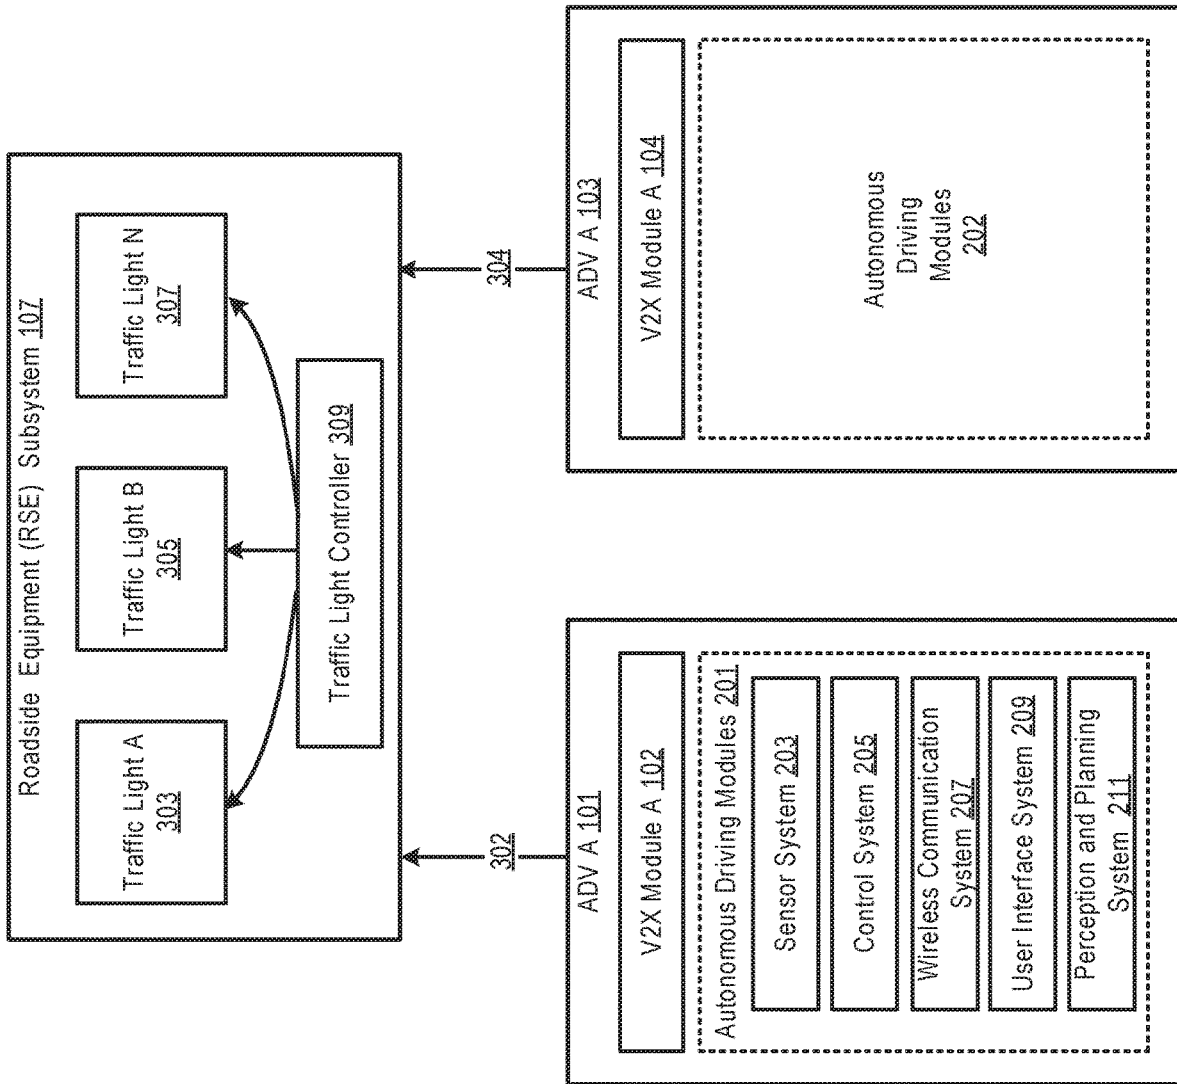 Roadside Equipment (RSE) Subsystem 107
Traffic Light A
303
Traffic Light B
305
Traffic Light N
307
Traffic Light Controller 309
302
304
ADV A 101
V2X Module A 102
Autonomous Driving Modules 201
Sensor System 203
Control System 205
Wireless Communication
System 207
User Interface System 209
Perception and Planning
System 211
ADV A 103
V2X Module A 104
Autonomous
Driving
Modules
202